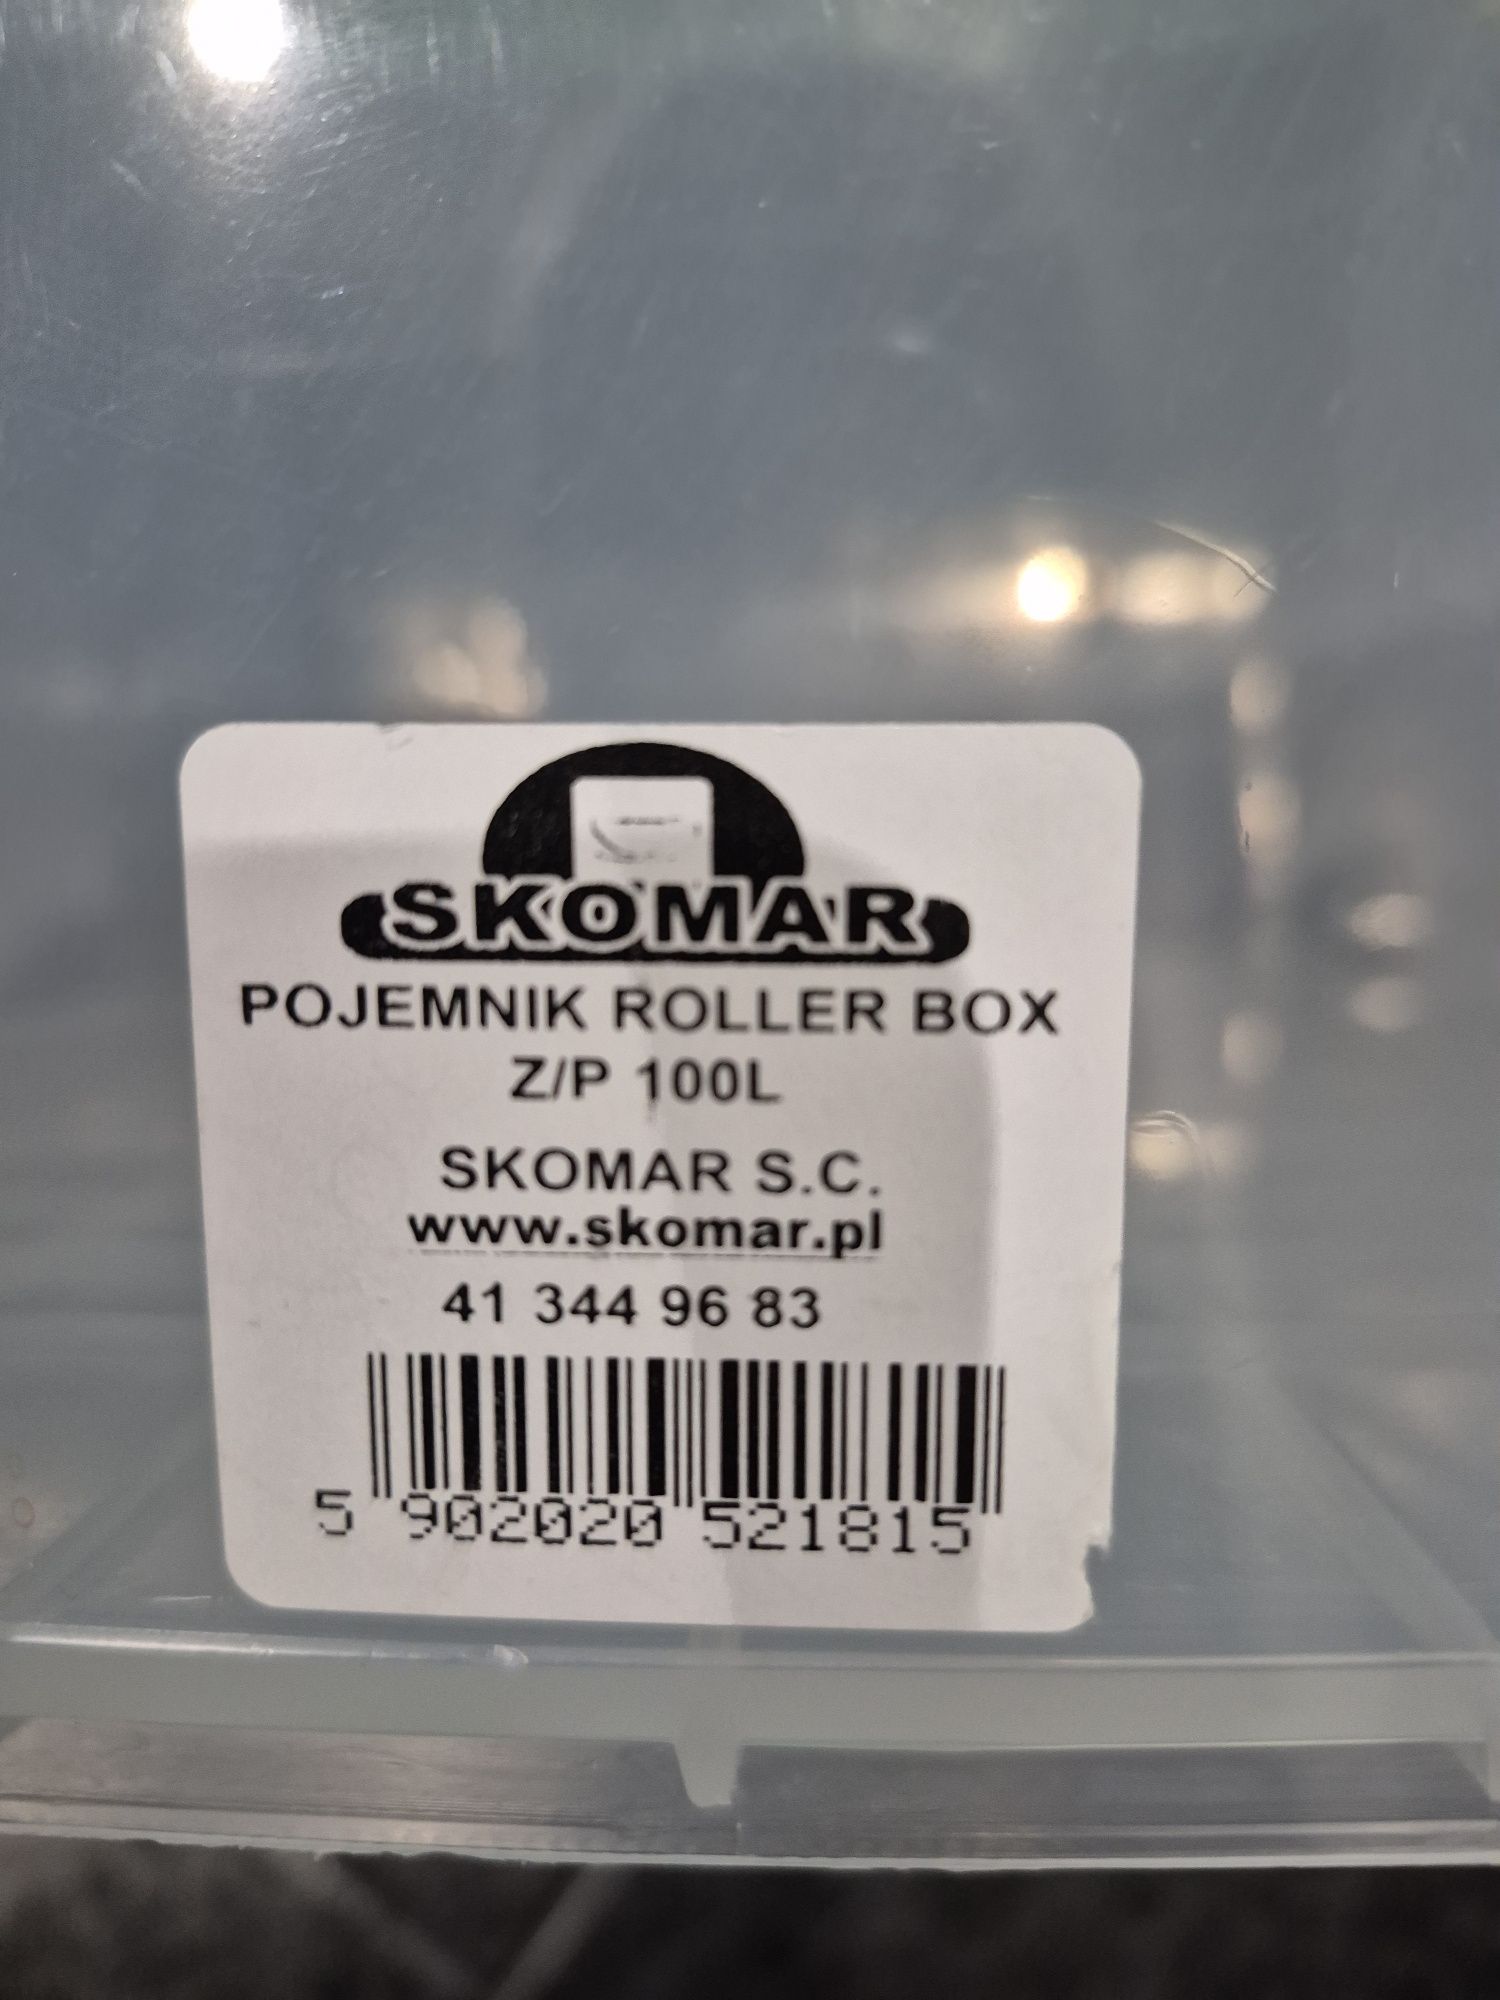 SKOMAR
POJEMNIK ROLLER BOX
Z/P 100L
SKOMAR S.C.
www.skomar.pl
41 344 96 83
5 902020 521815